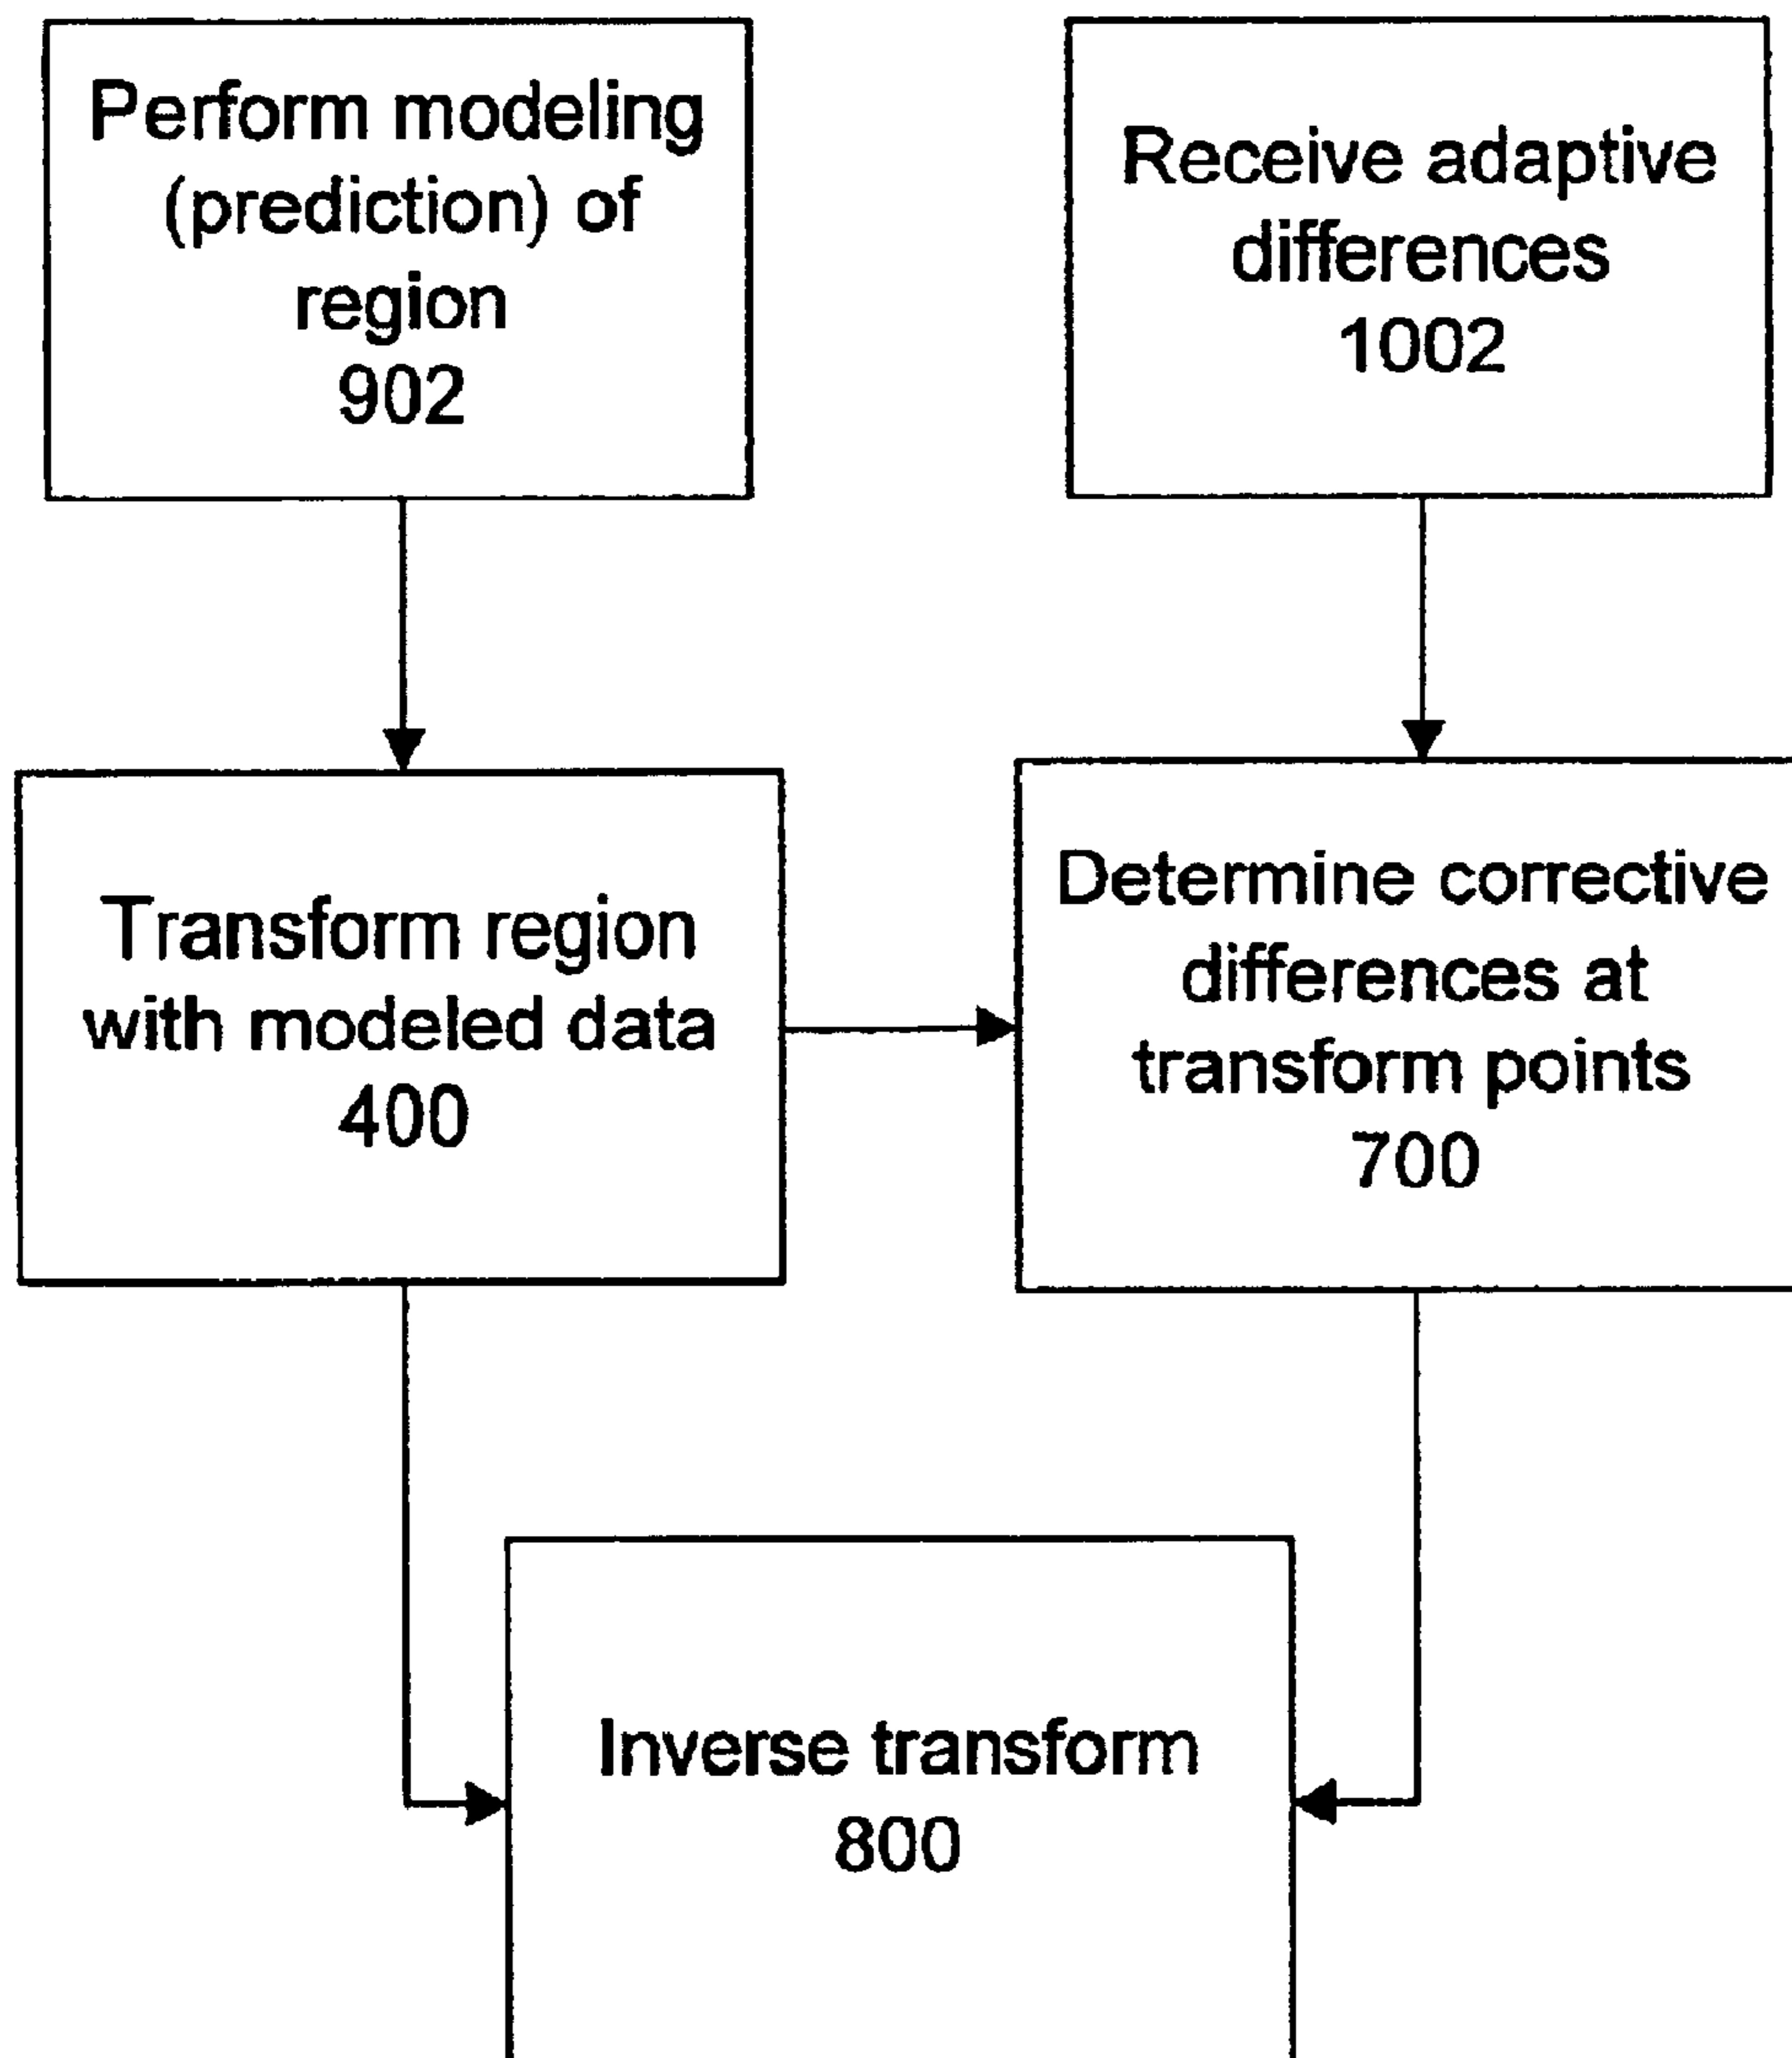 Perform modeling
(prediction) of
region
902
Receive adaptive
differences
1002
Transform region
with modeled data
400
Determine corrective
differences at
transform points
700
Inverse transform
800